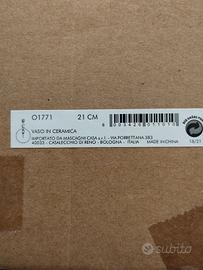 O1771 21 CM
VASO IN CERAMICA
IMPORTATO DA MASCAGNI CASA s.r.l. - VIA PORRETTANA 383
40033 - CASALECCHIO DI RENO - BOLOGNA - ITALIA MADE IN CHINA 18/21
subito